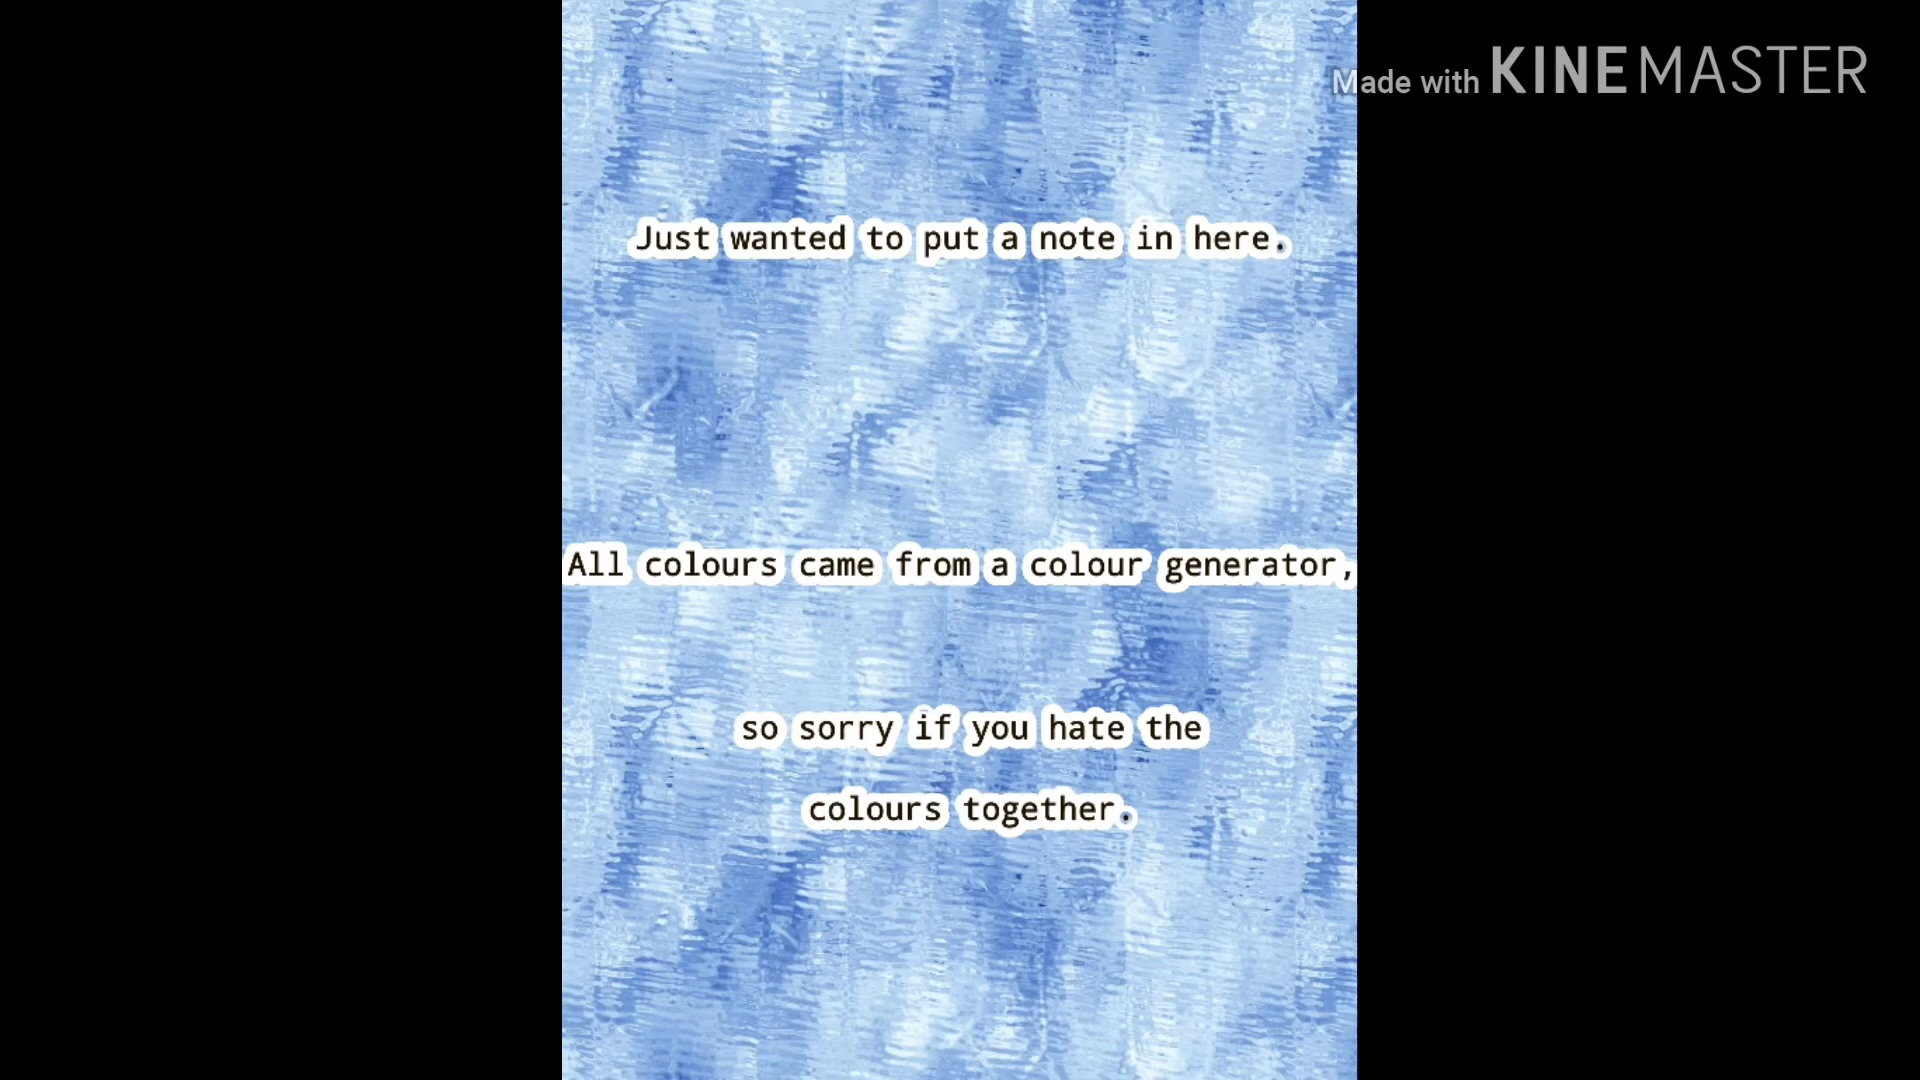 Made with KINEMASTER
Just wanted to put a note in here.
All colours came from a colour generator,
so sorry if you hate the
colours together.